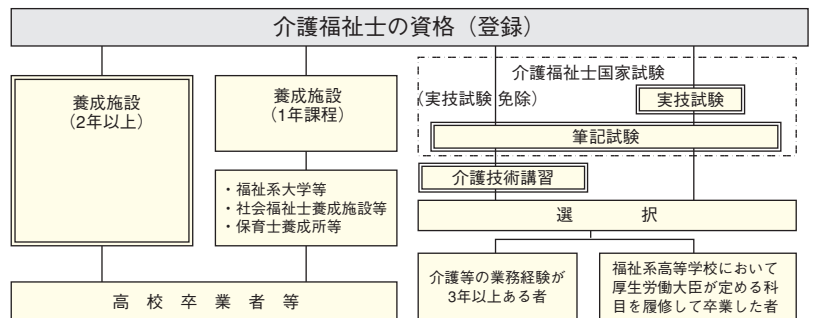 介護福祉士の資格（登録）
養成施設
（2年以上）
養成施設
（1年課程）
・福祉系大学等
・社会福祉士養成施設等
・保育士養成所等
高校卒業者等
介護福祉士国家試験
（実技試験免除）
実技試験
筆記試験
介護技術講習
選択
介護等の業務経験が
3年以上ある者
福祉系高等学校において
厚生労働大臣が定める科
目を履修して卒業した者